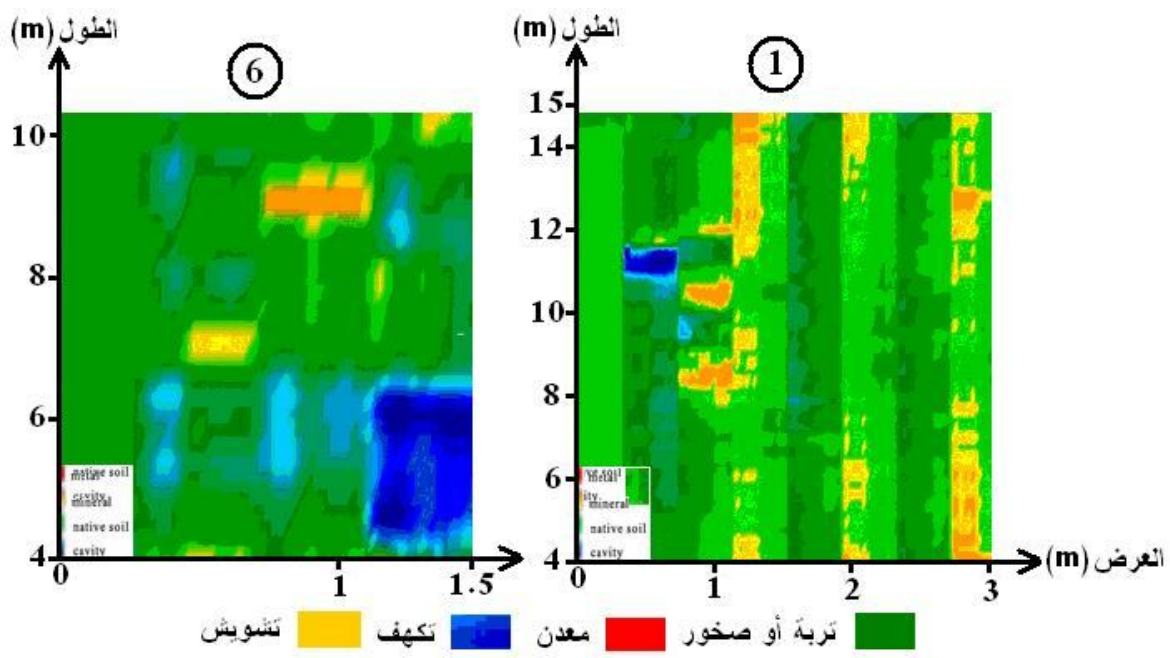 الطول (m)
الطول (m)
6
1
10
8
6
4
0
1
1.5
15
14
12
10
8
6
4
0
1
2
3
العرض (m)
native soil
metal
cavity
mineral
native soil
cavity
metal
mineral
native soil
cavity
تربة أو صخور
معدن
تكهف
تشويش